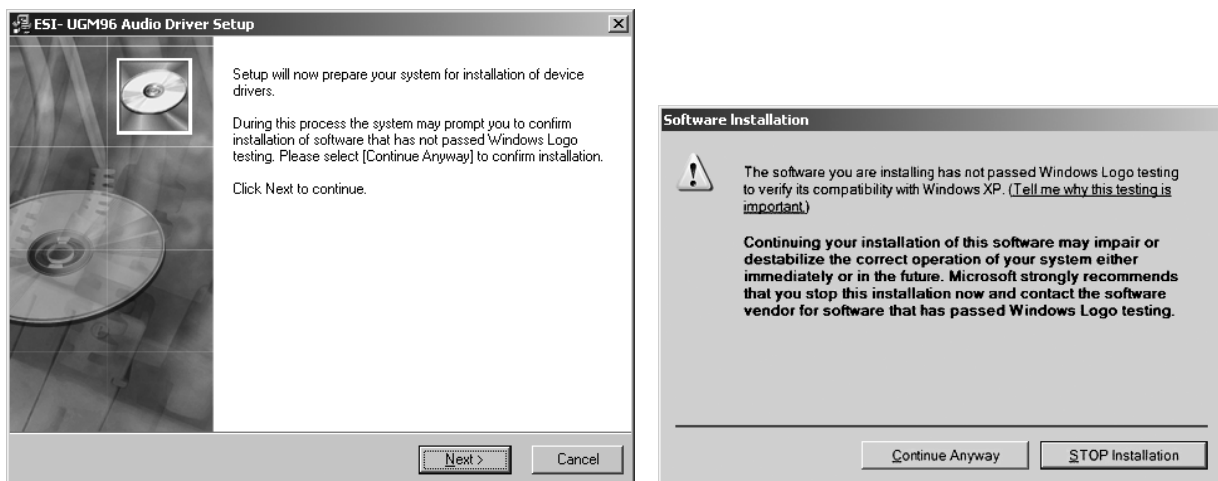 ESI- UGM96 Audio Driver Setup
Setup will now prepare your system for installation of device
drivers.
During this process the system may prompt you to confirm
installation of software that has not passed Windows Logo
testing. Please select [Continue Anyway] to confirm installation.
Click Next to continue.
Next >
Cancel
Software Installation
The software you are installing has not passed Windows Logo testing
to verify its compatibility with Windows XP. (Tell me why this testing is
important.)
Continuing your installation of this software may impair or
destabilize the correct operation of your system either
immediately or in the future. Microsoft strongly recommends
that you stop this installation now and contact the software
vendor for software that has passed Windows Logo testing.
Continue Anyway
STOP Installation